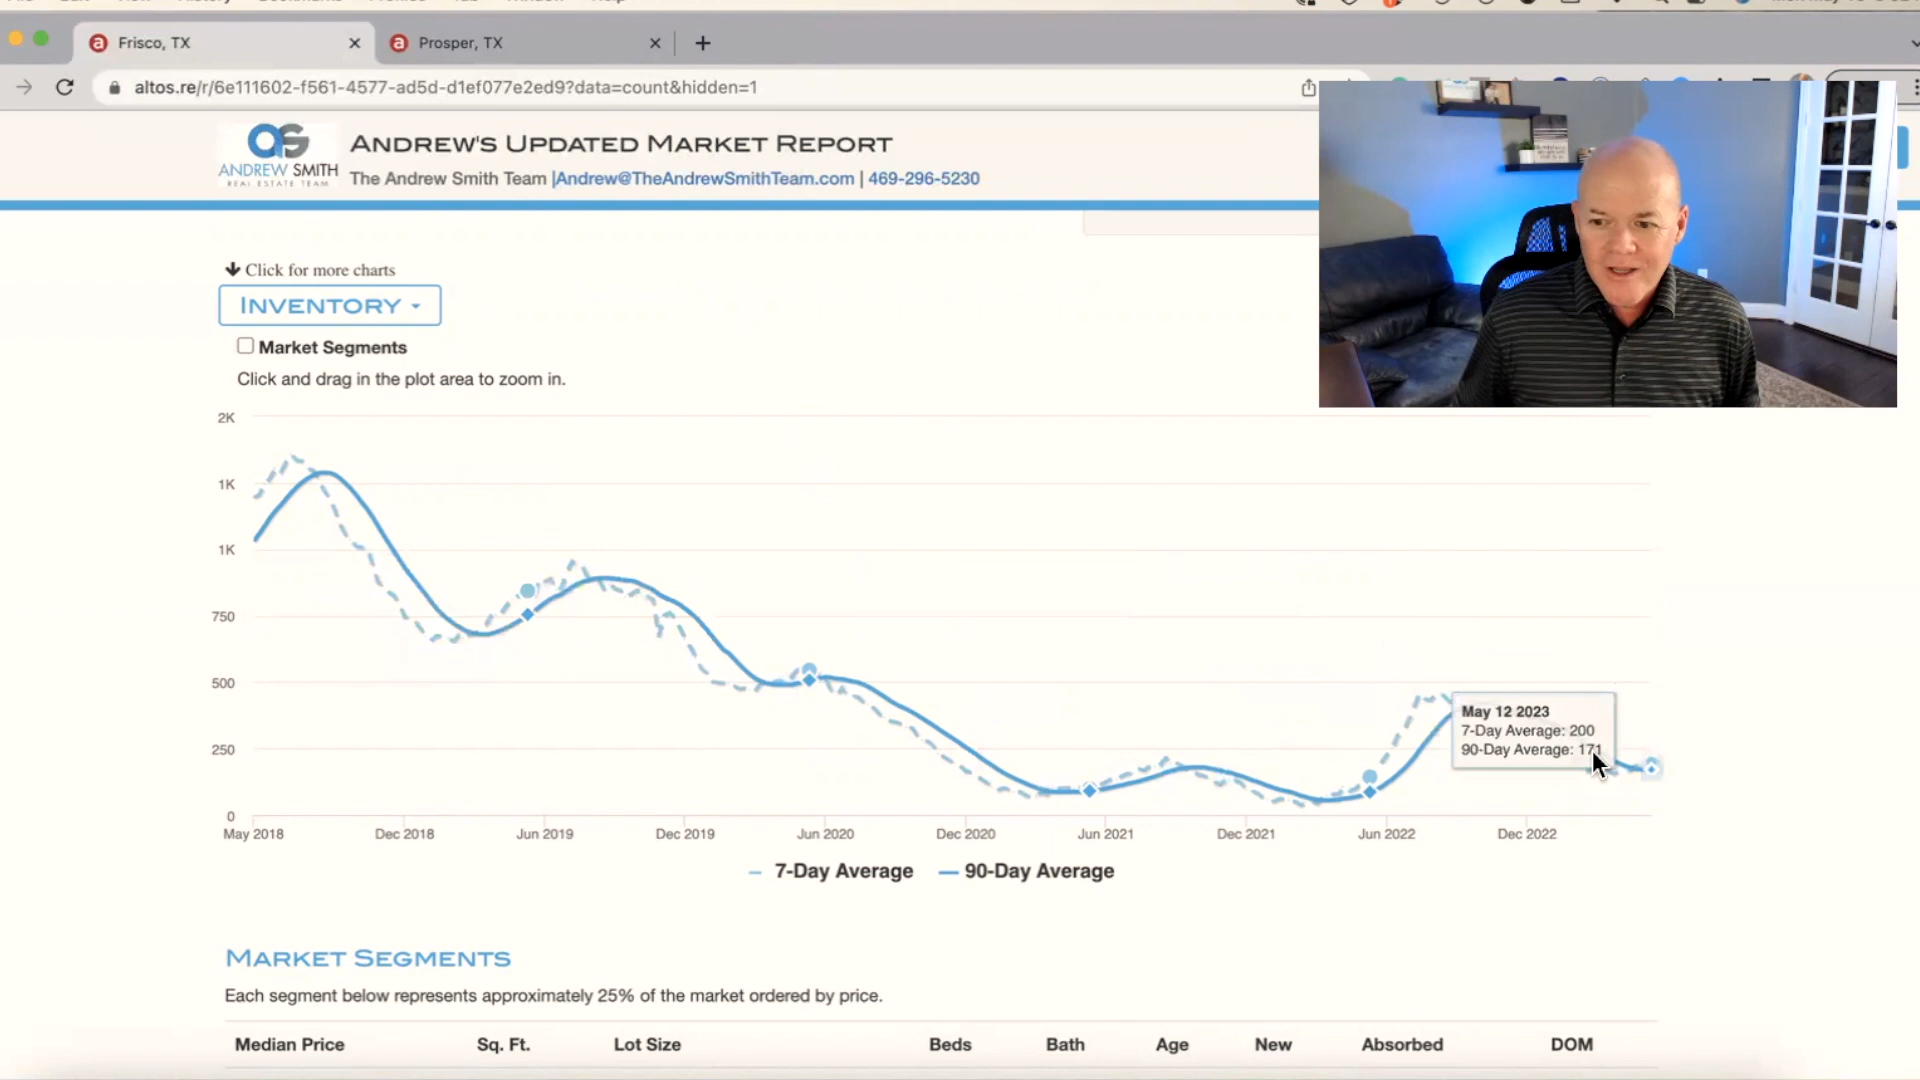 History
Frisco, TX
Prosper, TX
altos.re/r/6e111602-f561-4577-ad5d-d1ef077e2ed9?data=count&hidden=1
ANDREW SMITH
REAL ESTATE TEAM
Andrew's Updated Market Report
The Andrew Smith Team |Andrew@TheAndrewSmithTeam.com | 469-296-5230
Click for more charts
Inventory
Market Segments
Click and drag in the plot area to zoom in.
2K
1K
1K
750
500
250
0
May 12 2023
7-Day Average: 200
90-Day Average: 171
May 2018 Dec 2018 Jun 2019 Dec 2019 Jun 2020 Dec 2020 Jun 2021 Dec 2021 Jun 2022 Dec 2022
7-Day Average 90-Day Average
Market Segments
Each segment below represents approximately 25% of the market ordered by price.
Median Price Sq. Ft. Lot Size Beds Bath Age New Absorbed DOM